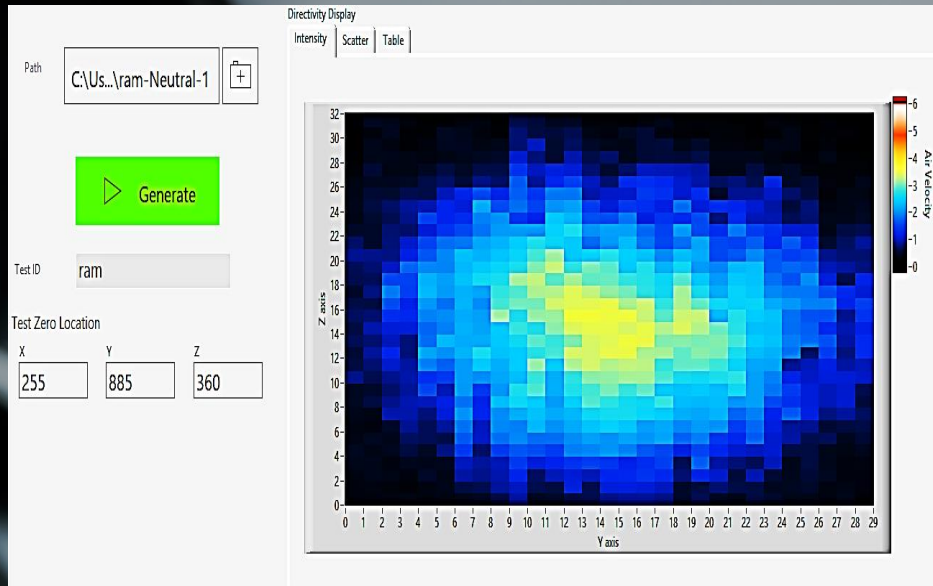 Directivity Display
Intensity
Scatter
Table
Path
C:\Us...\ram-Neutral-1
Generate
Test ID
ram
Test Zero Location
X
Y
Z
255
885
360
32
30
28
26
24
22
20
18
16
14
12
10
8
6
4
2
0
Z axis
0 1 2 3 4 5 6 7 8 9 10 11 12 13 14 15 16 17 18 19 20 21 22 23 24 25 26 27 28 29
Y axis
6
5
4
3
2
1
0
Air Velocity